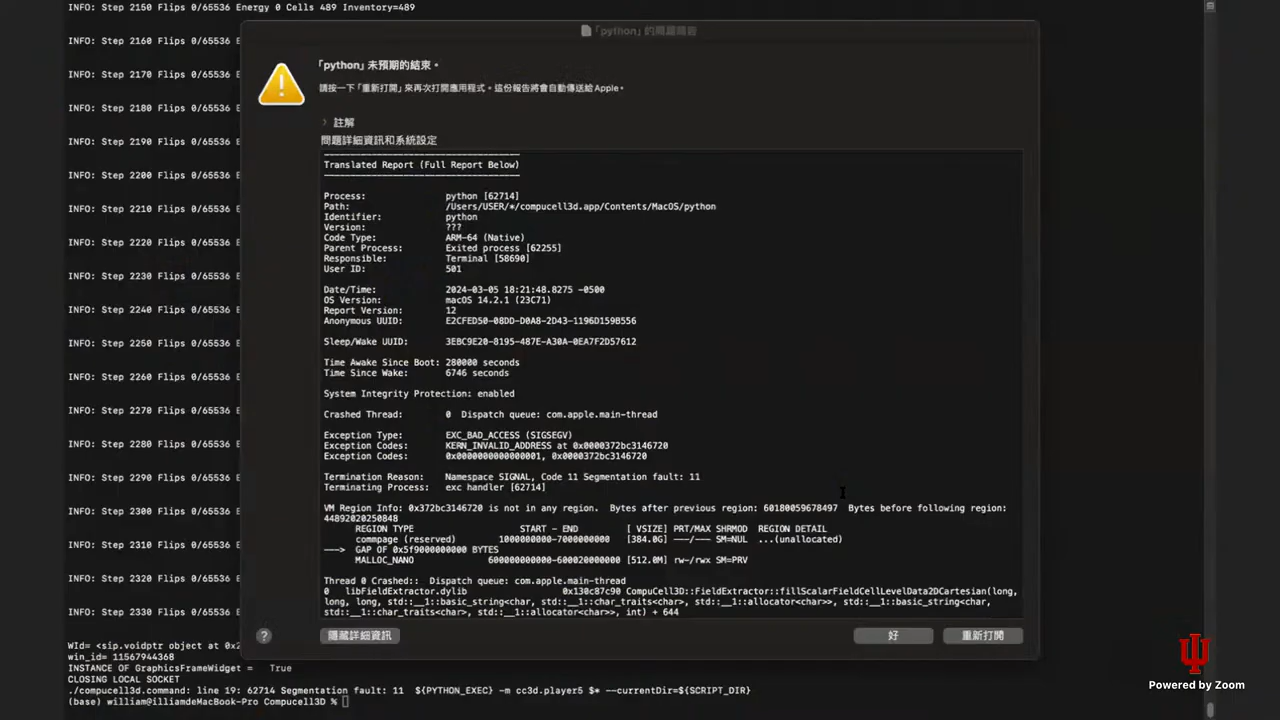 INFO: Step 2150 Flips 0/65536 Energy 0 Cells 489 Inventory=489
INFO: Step 2160 Flips 0/65536 E
INFO: Step 2170 Flips 0/65536 E
INFO: Step 2180 Flips 0/65536 E
INFO: Step 2190 Flips 0/65536 E
INFO: Step 2200 Flips 0/65536 E
INFO: Step 2210 Flips 0/65536 E
INFO: Step 2220 Flips 0/65536 E
INFO: Step 2230 Flips 0/65536 E
INFO: Step 2240 Flips 0/65536 E
INFO: Step 2250 Flips 0/65536 E
INFO: Step 2260 Flips 0/65536 E
INFO: Step 2270 Flips 0/65536 E
INFO: Step 2280 Flips 0/65536 E
INFO: Step 2290 Flips 0/65536 E
INFO: Step 2300 Flips 0/65536 E
INFO: Step 2310 Flips 0/65536 E
INFO: Step 2320 Flips 0/65536 E
INFO: Step 2330 Flips 0/65536 E
WId= <sip.voidptr object at 0x2
win_id= 11567944368
INSTANCE OF GraphicsFrameWidget =   True
CLOSING LOCAL SOCKET
./compucell3d.command: line 19: 62714 Segmentation fault: 11  ${PYTHON_EXEC} -m cc3d.player5 $* --currentDir=${SCRIPT_DIR}
(base) william@illiamdeMacBook-Pro Compucell3D %
「python」的問題報告
「python」未預期的結束。
請按一下「重新打開」來再次打開應用程式。這份報告將會自動傳送給Apple。
註解
問題詳細資訊和系統設定
Translated Report (Full Report Below)
Process: python [62714]
Path: /Users/USER/*/compucell3d.app/Contents/MacOS/python
Identifier: python
Version: ???
Code Type: ARM-64 (Native)
Parent Process: Exited process [62255]
Responsible: Terminal [58690]
User ID: 501
Date/Time: 2024-03-05 18:21:48.8275 -0500
OS Version: macOS 14.2.1 (23C71)
Report Version: 12
Anonymous UUID: E2CFED50-08DD-D0A8-2D43-1196D159B556
Sleep/Wake UUID: 3EBC9E20-8195-487E-A30A-0EA7F2D57612
Time Awake Since Boot: 280000 seconds
Time Since Wake: 6746 seconds
System Integrity Protection: enabled
Crashed Thread: 0  Dispatch queue: com.apple.main-thread
Exception Type: EXC_BAD_ACCESS (SIGSEGV)
Exception Codes: KERN_INVALID_ADDRESS at 0x0000372bc3146720
Exception Codes: 0x0000000000000001, 0x0000372bc3146720
Termination Reason: Namespace SIGNAL, Code 11 Segmentation fault: 11
Terminating Process: exc handler [62714]
VM Region Info: 0x372bc3146720 is not in any region.  Bytes after previous region: 60180059678497  Bytes before following region:
44892020250848
REGION TYPE START - END [ VSIZE] PRT/MAX SHRMOD  REGION DETAIL
commpage (reserved) 1000000000-7000000000 [384.0G] ---/--- SM=NUL  ...(unallocated)
---> GAP OF 0x5f9000000000 BYTES
MALLOC_NANO 600000000000-600020000000 [512.0M] rw-/rwx SM=PRV
Thread 0 Crashed::  Dispatch queue: com.apple.main-thread
0   libFieldExtractor.dylib 0x130c87c90 CompuCell3D::FieldExtractor::fillScalarFieldCellLevelData2DCartesian(long,
long, long, std::__1::basic_string<char, std::__1::char_traits<char>, std::__1::allocator<char>>, std::__1::basic_string<char,
std::__1::char_traits<char>, std::__1::allocator<char>>, int) + 644
?
隱藏詳細資訊
好
重新打開
Powered by Zoom